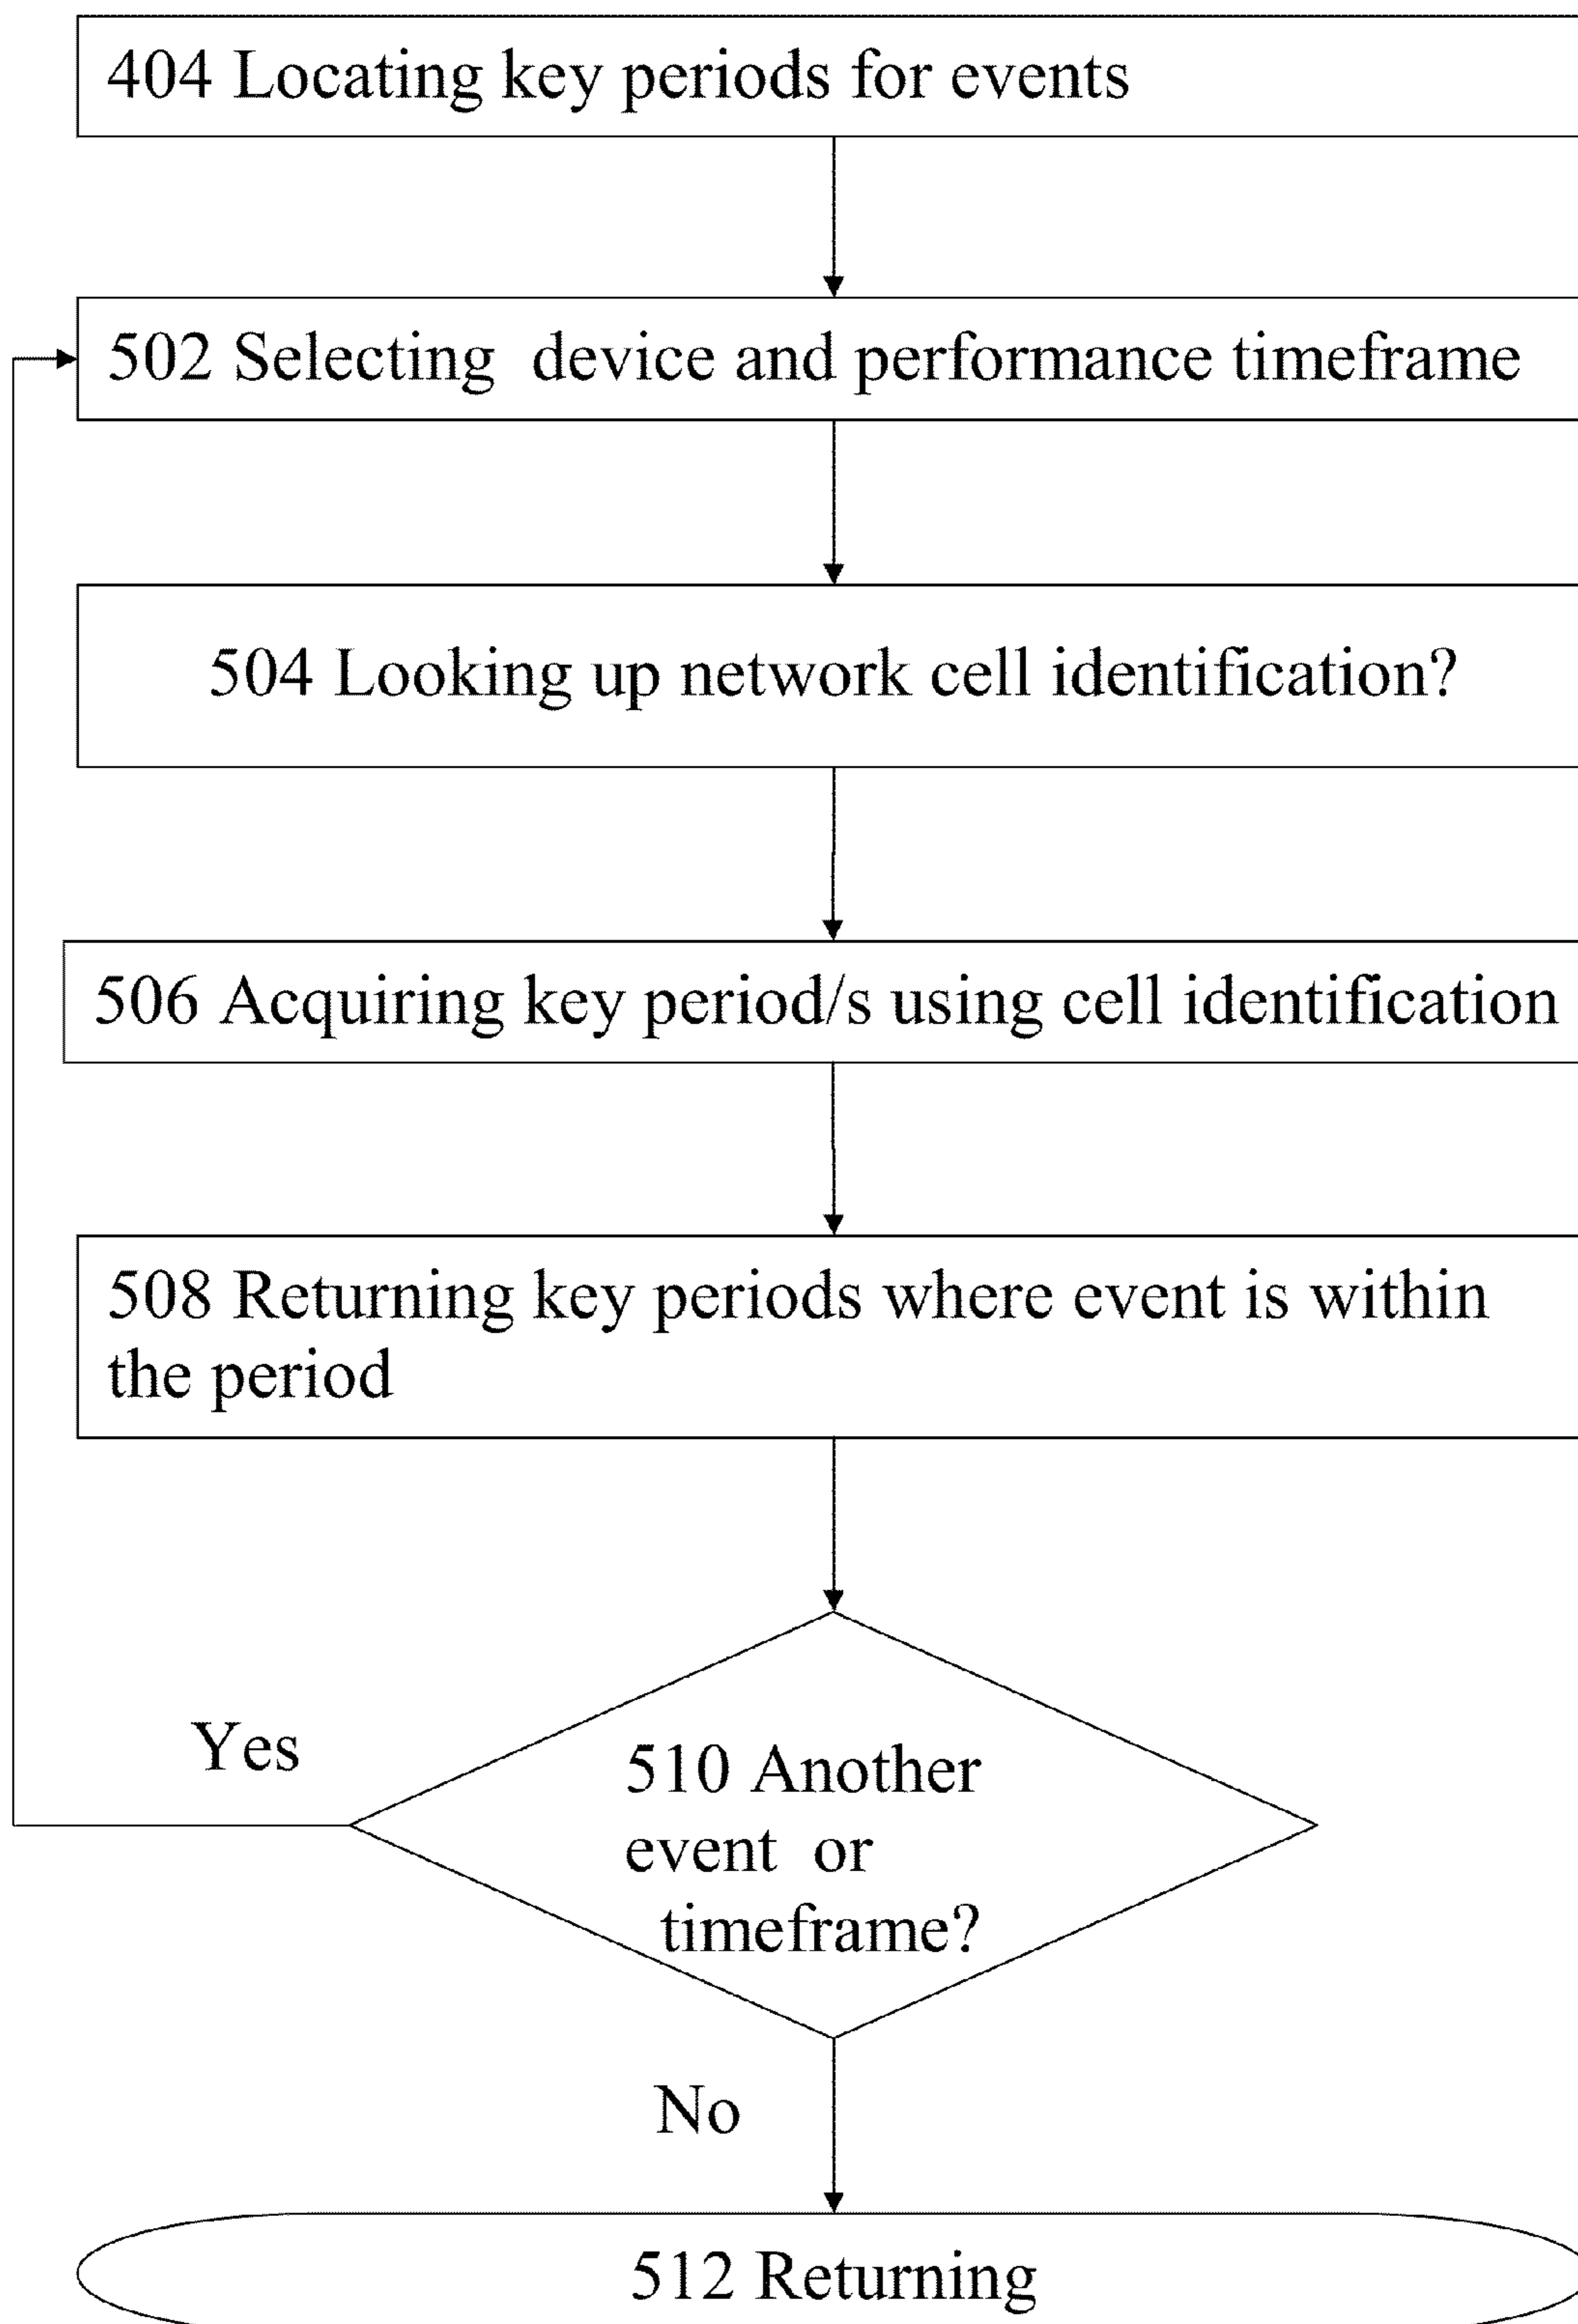 404 Locating key periods for events
502 Selecting device and performance timeframe
504 Looking up network cell identification?
506 Acquiring key period/s using cell identification
508 Returning key periods where event is within
the period
Yes
510 Another
event or
timeframe?
No
512 Returning